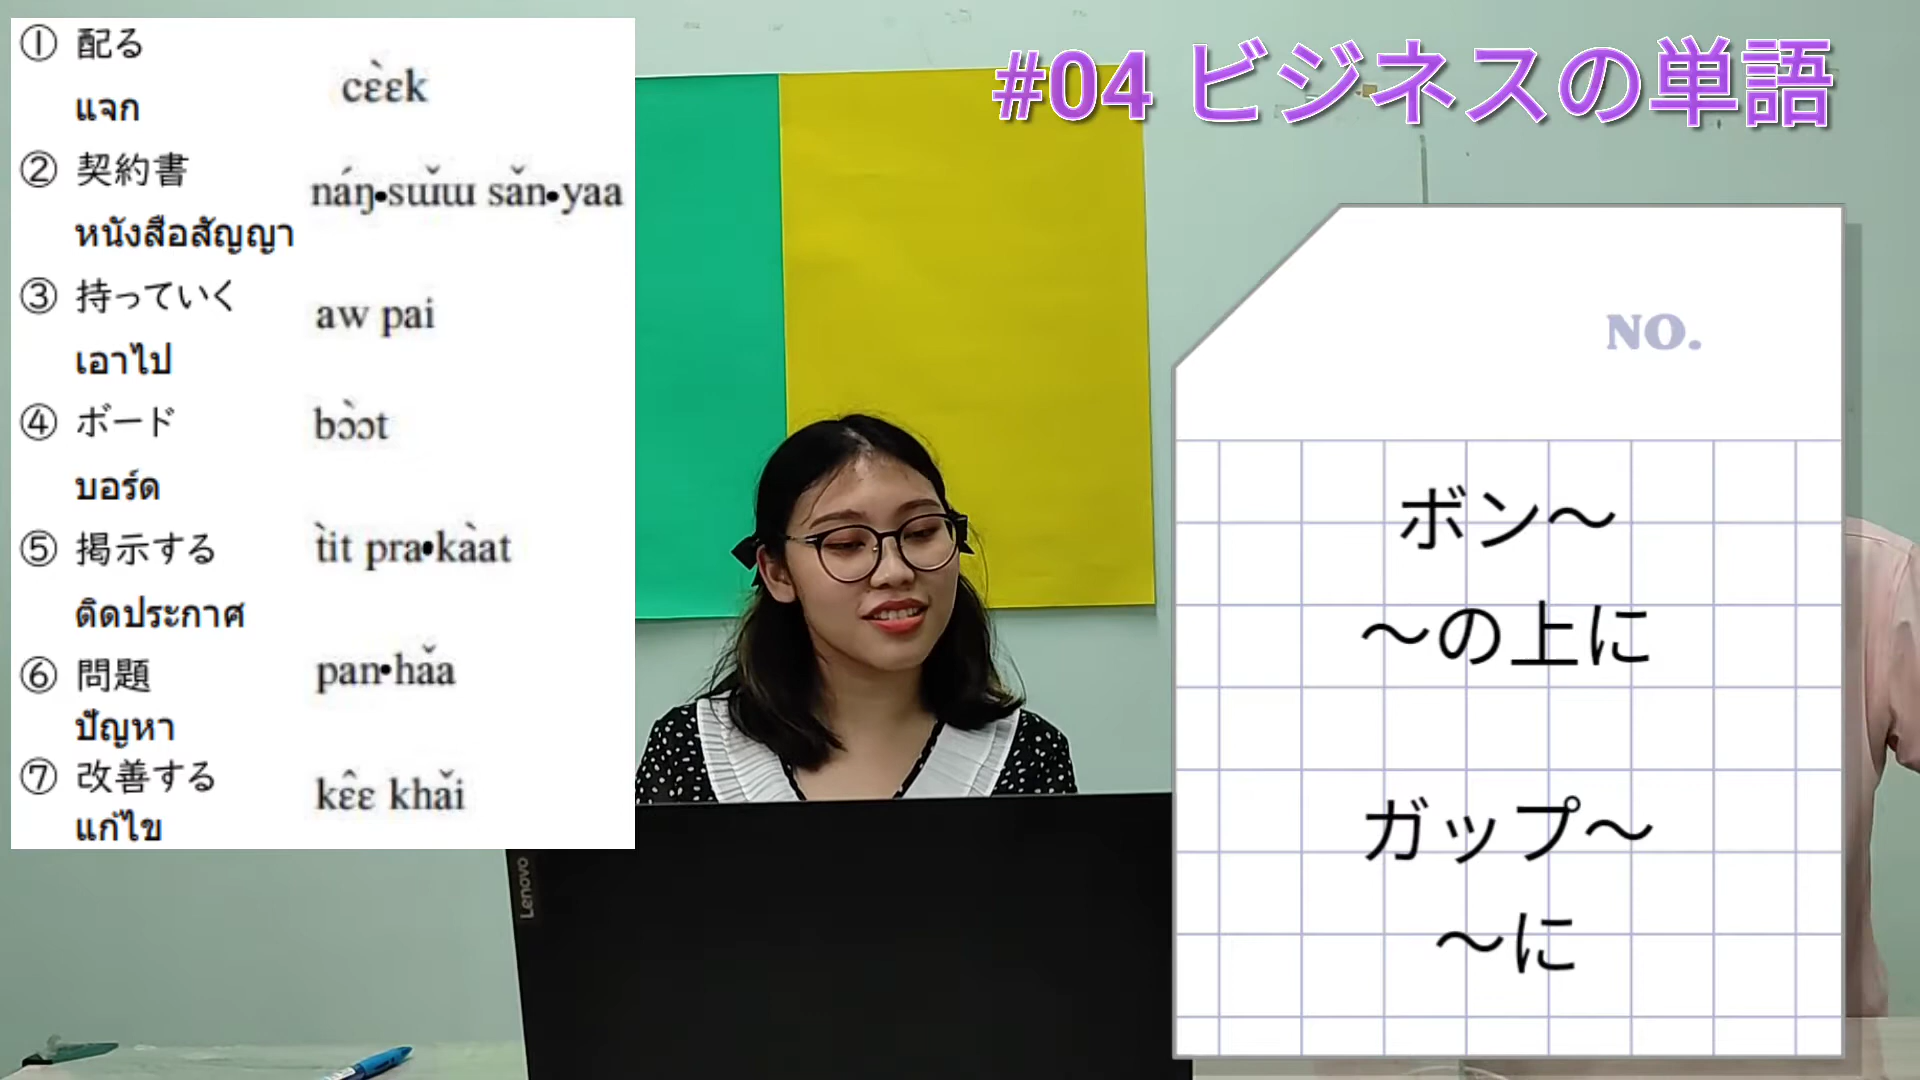 #04 ビジネスの単語
① 配る
cɛ̀ɛk
แจก
② 契約書
náŋ•sɯ̌ɯ sǎn•yaa
หนังสือสัญญา
③ 持っていく
aw pai
เอาไป
④ ボード
bɔ̀ɔt
บอร์ด
⑤ 掲示する
tìt pra•kàat
ติดประกาศ
⑥ 問題
pan•hǎa
ปัญหา
⑦ 改善する
kɛ̂ɛ khǎi
แก้ไข
NO.
ボン〜
〜の上に
ガップ〜
〜に
Lenovo